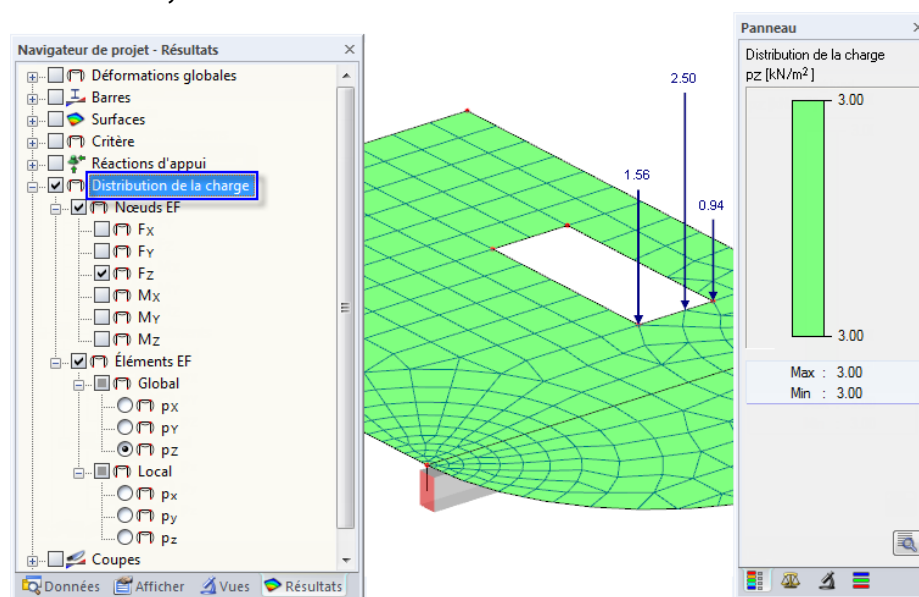 Navigateur de projet - Résultats
Déformations globales
Barres
Surfaces
Critère
Réactions d'appui
Distribution de la charge
Nœuds EF
FX
FY
FZ
MX
MY
MZ
Éléments EF
Global
pX
pY
pZ
Local
px
py
pz
Coupes
Données Afficher Vues Résultats
2.50
1.56
0.94
Panneau
Distribution de la charge
pZ [kN/m²]
3.00
3.00
Max : 3.00
Min : 3.00